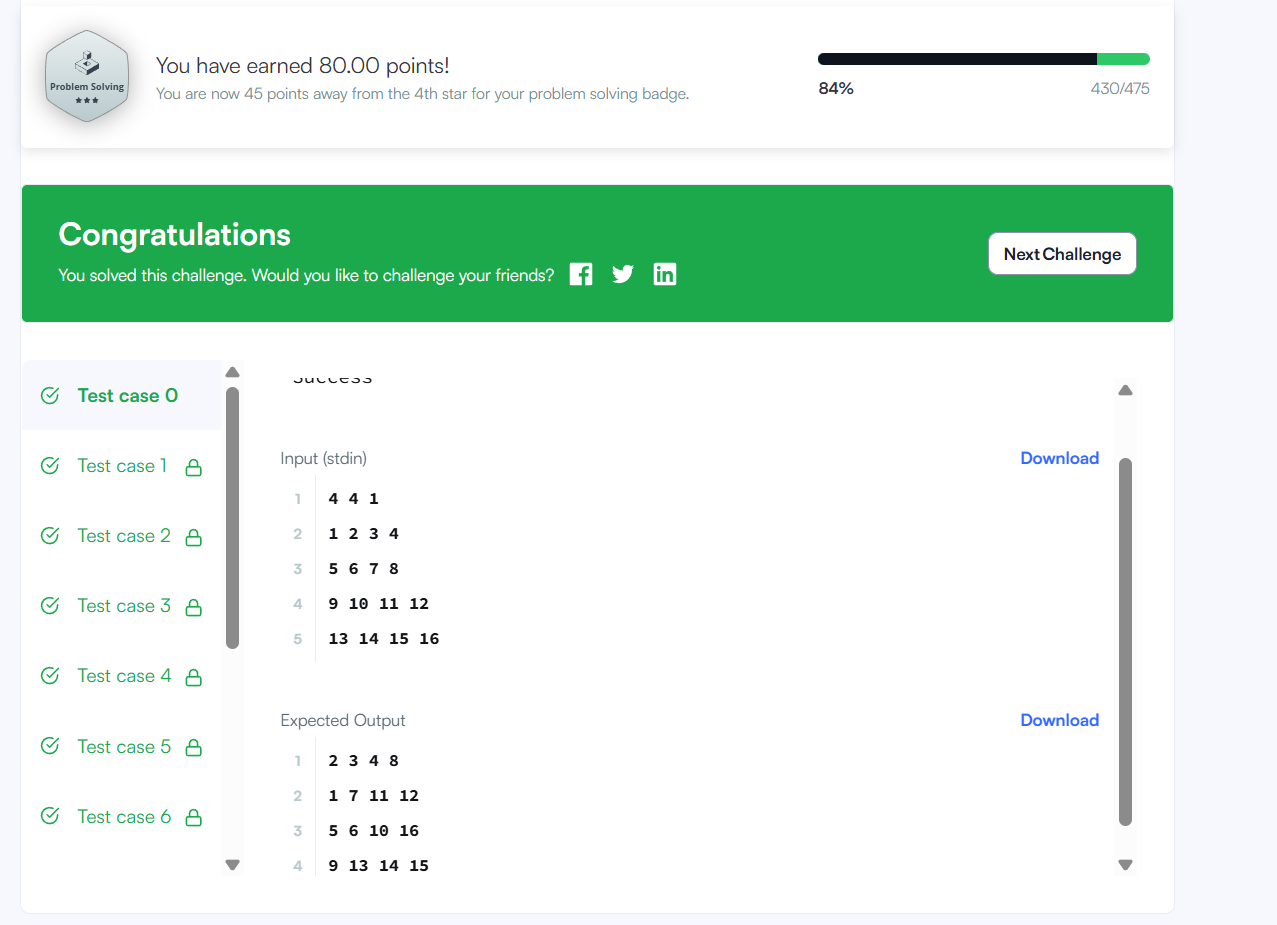 Problem Solving
You have earned 80.00 points!
You are now 45 points away from the 4th star for your problem solving badge.
84%
430/475
Congratulations
You solved this challenge. Would you like to challenge your friends?
Next Challenge
Test case 0
Test case 1
Test case 2
Test case 3
Test case 4
Test case 5
Test case 6
Success
Input (stdin)
Download
1 4 4 1
2 1 2 3 4
3 5 6 7 8
4 9 10 11 12
5 13 14 15 16
Expected Output
Download
1 2 3 4 8
2 1 7 11 12
3 5 6 10 16
4 9 13 14 15